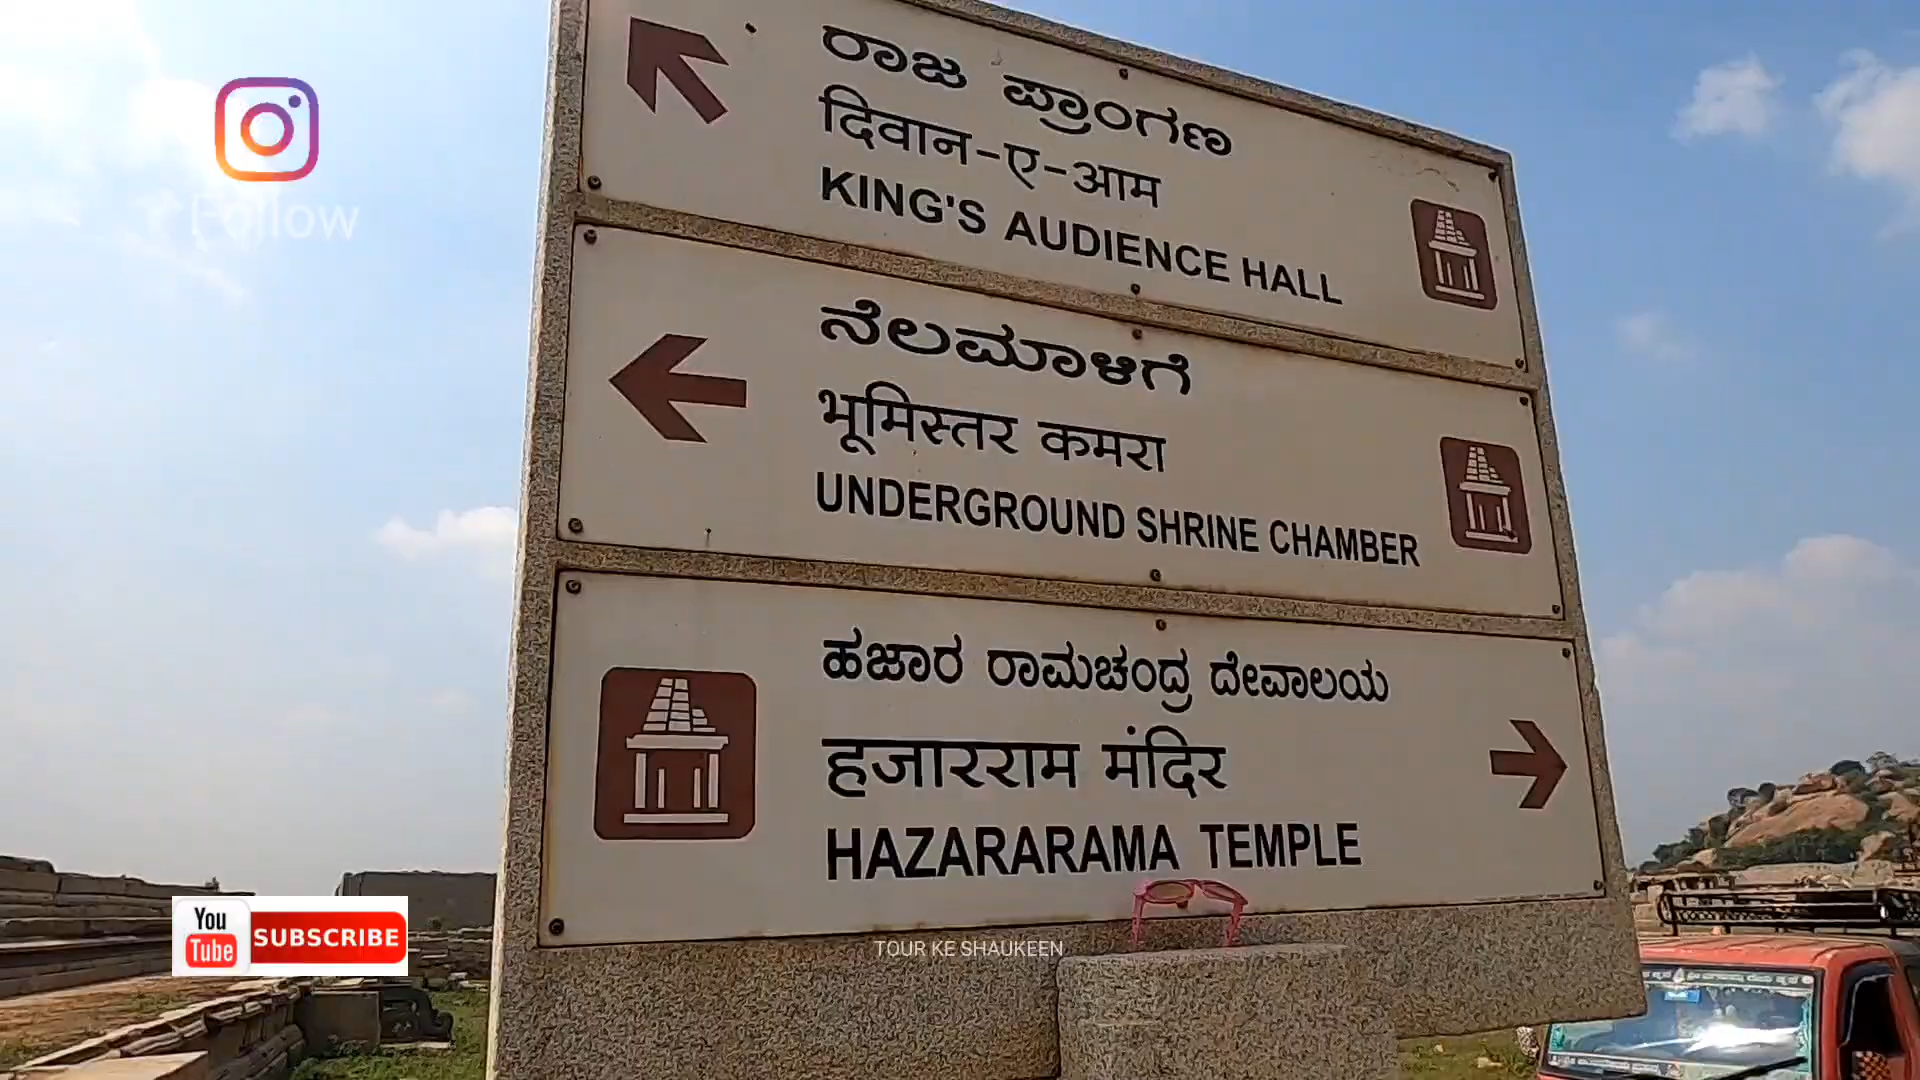 ರಾಜ ಪ್ರಾಂಗಣ
दिवान-ए-आम
KING'S AUDIENCE HALL
Follow
ನೆಲಮಾಳಿಗೆ
भूमिस्तर कमरा
UNDERGROUND SHRINE CHAMBER
ಹಜಾರ ರಾಮಚಂದ್ರ ದೇವಾಲಯ
हजारराम मंदिर
HAZARARAMA TEMPLE
You
Tube SUBSCRIBE
TOUR KE SHAUKEEN